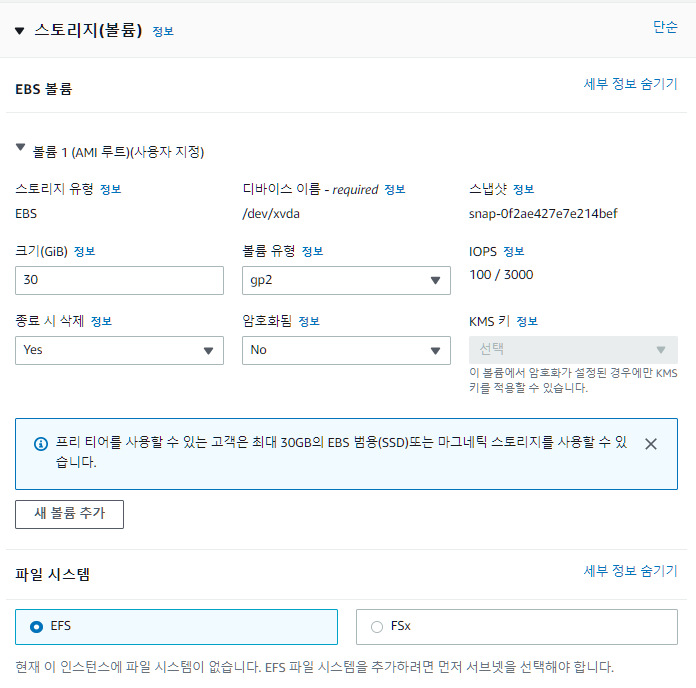 스토리지(볼륨) 정보 단순
EBS 볼륨 세부 정보 숨기기
볼륨 1 (AMI 루트)(사용자 지정)
스토리지 유형 정보 디바이스 이름 - required 정보 스냅샷 정보
EBS /dev/xvda snap-0f2ae427e7e214bef
크기(GiB) 정보 볼륨 유형 정보 IOPS 정보
30 gp2 100 / 3000
종료 시 삭제 정보 암호화됨 정보 KMS 키 정보
Yes No 선택
이 볼륨에서 암호화가 설정된 경우에만 KMS
키를 적용할 수 있습니다.
프리 티어를 사용할 수 있는 고객은 최대 30GB의 EBS 범용(SSD)또는 마그네틱 스토리지를 사용할 수 있
습니다.
새 볼륨 추가
파일 시스템 세부 정보 숨기기
EFS FSx
현재 이 인스턴스에 파일 시스템이 없습니다. EFS 파일 시스템을 추가하려면 먼저 서브넷을 선택해야 합니다.